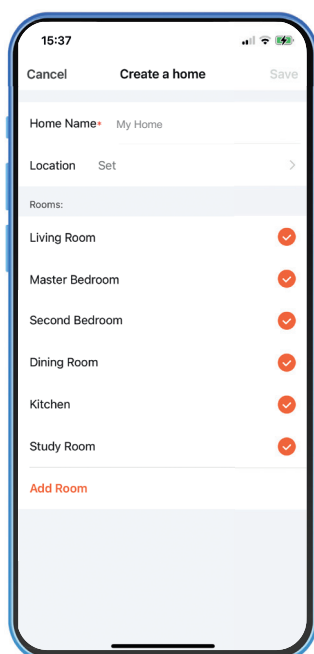 15:37
Cancel Create a home Save
Home Name* My Home
Location Set
Rooms:
Living Room
Master Bedroom
Second Bedroom
Dining Room
Kitchen
Study Room
Add Room